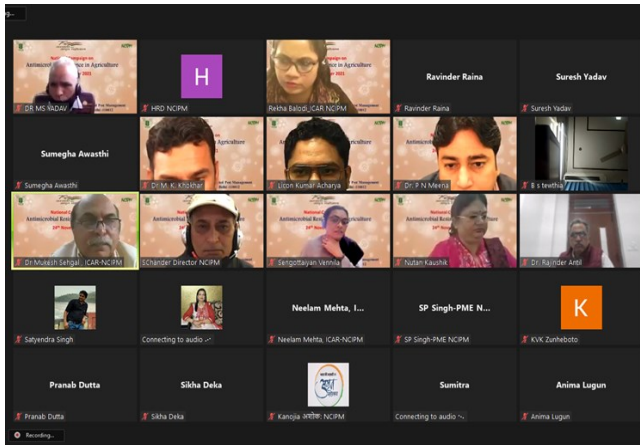 DR MS YADAV
H
HRD NCIPM
Rekha Balodi_ICAR NCIPM
Ravinder Raina
Ravinder Raina
Suresh Yadav
Suresh Yadav
Sumegha Awasthi
Sumegha Awasthi
Dr. M. K. Khokhar
Licon Kumar Acharya
Dr. P N Meena
B s tewthia
Dr Mukesh Sehgal , ICAR-NCIPM
SChander Director NCIPM
Sengottaiyan Vennila
Nutan Kaushik
Dr. Rajinder Antil
Satyendra Singh
Connecting to audio
Neelam Mehta, I...
Neelam Mehta, ICAR-NCIPM
SP Singh-PME N...
SP Singh-PME NCIPM
K
KVK Zunheboto
Pranab Dutta
Pranab Dutta
Sikha Deka
Sikha Deka
Kanojia अशोक: NCIPM
Sumitra
Connecting to audio
Anima Lugun
Anima Lugun
Recording...